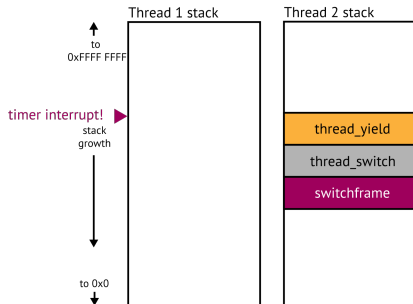 Thread 1 stack
Thread 2 stack
to
0xFFFF FFFF
timer interrupt!
stack
growth
thread_yield
thread_switch
switchframe
to 0x0